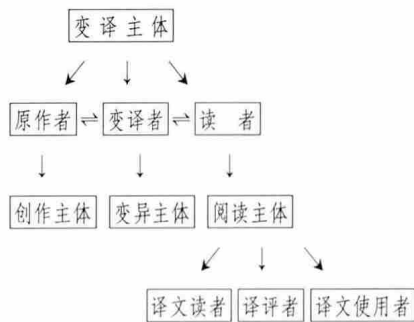 变译主体
原作者 ⇌ 变译者 ⇌ 读 者
创作主体 变异主体 阅读主体
译文读者 译评者 译文使用者